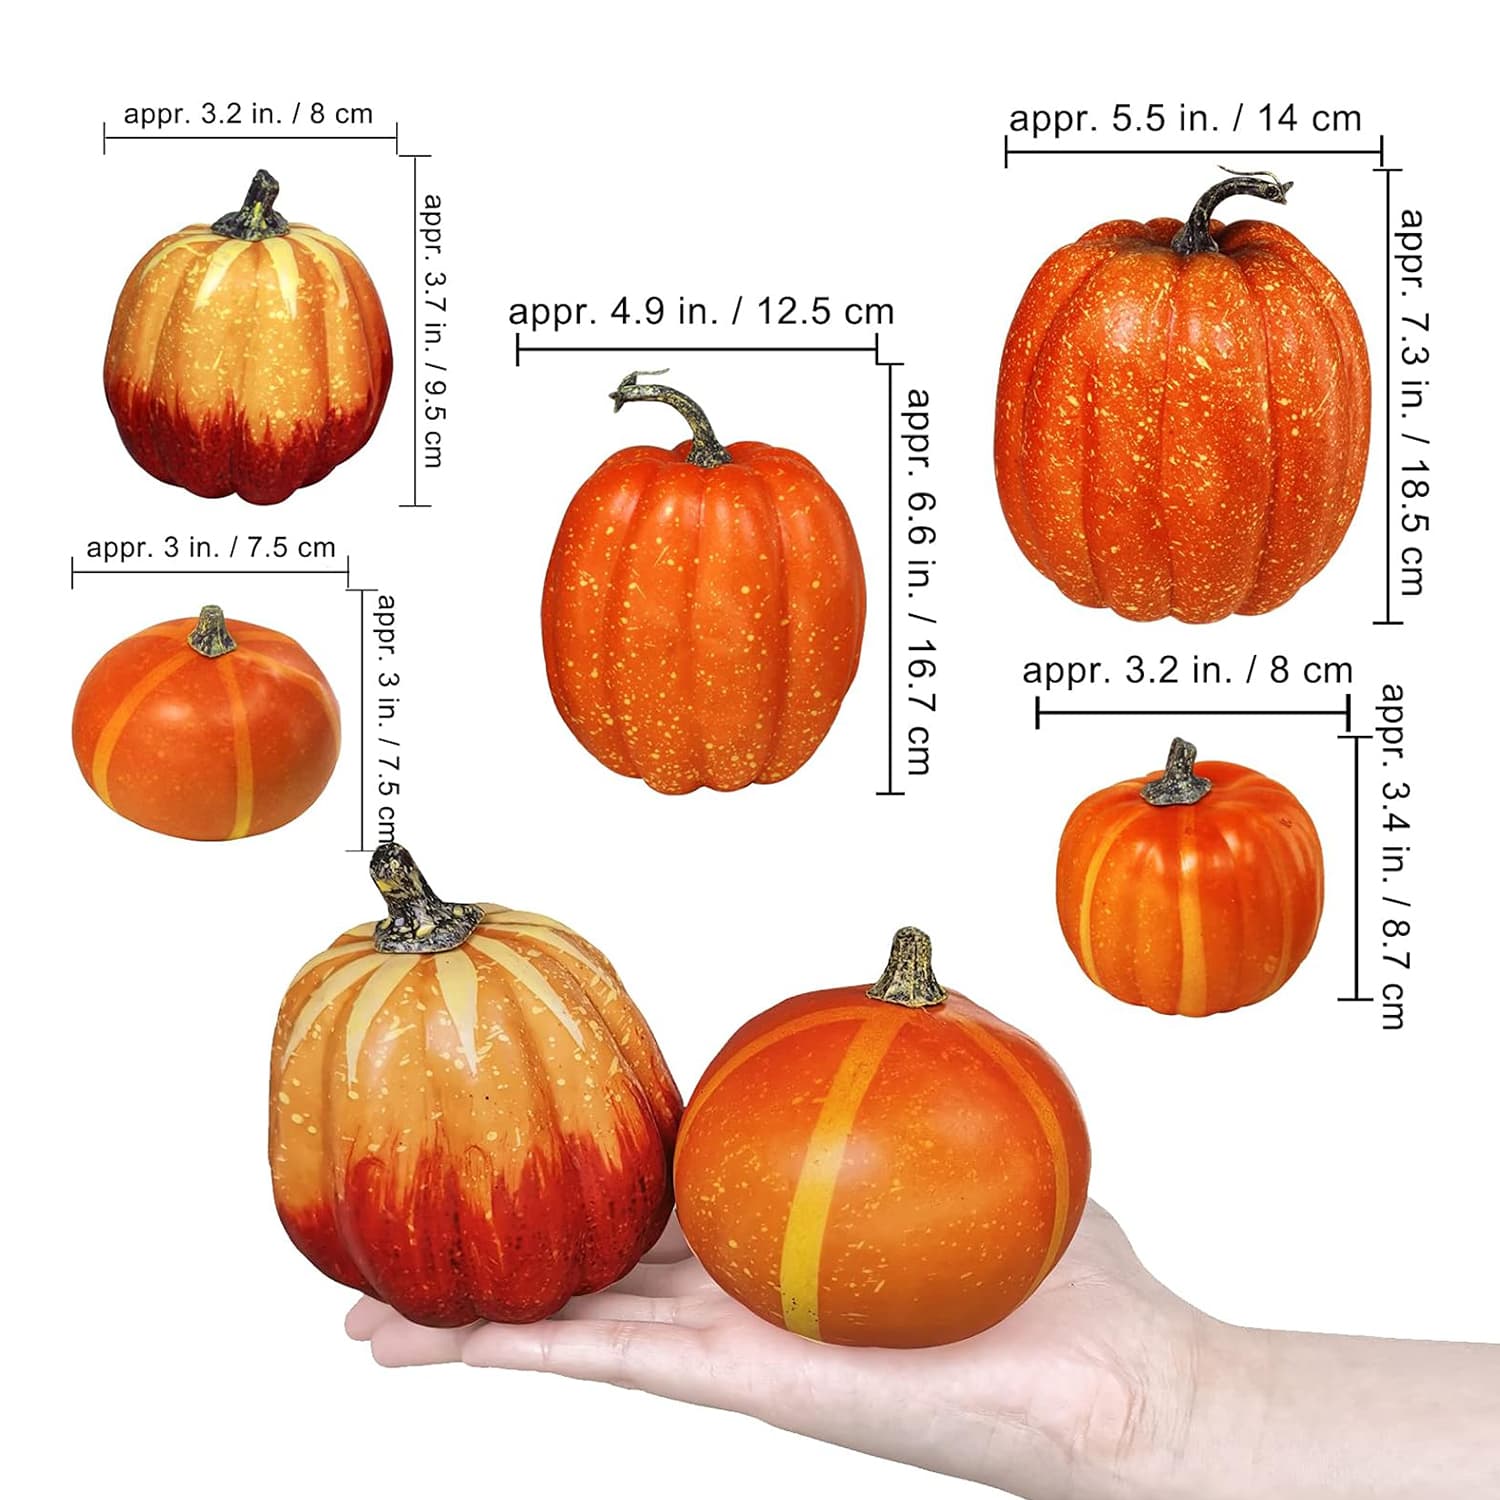 appr. 3.2 in. / 8 cm
appr. 3.7 in. / 9.5 cm
appr. 5.5 in. / 14 cm
appr. 7.3 in. / 18.5 cm
appr. 4.9 in. / 12.5 cm
appr. 6.6 in. / 16.7 cm
appr. 3 in. / 7.5 cm
appr. 3 in. / 7.5 cm
appr. 3.2 in. / 8 cm
appr. 3.4 in. / 8.7 cm